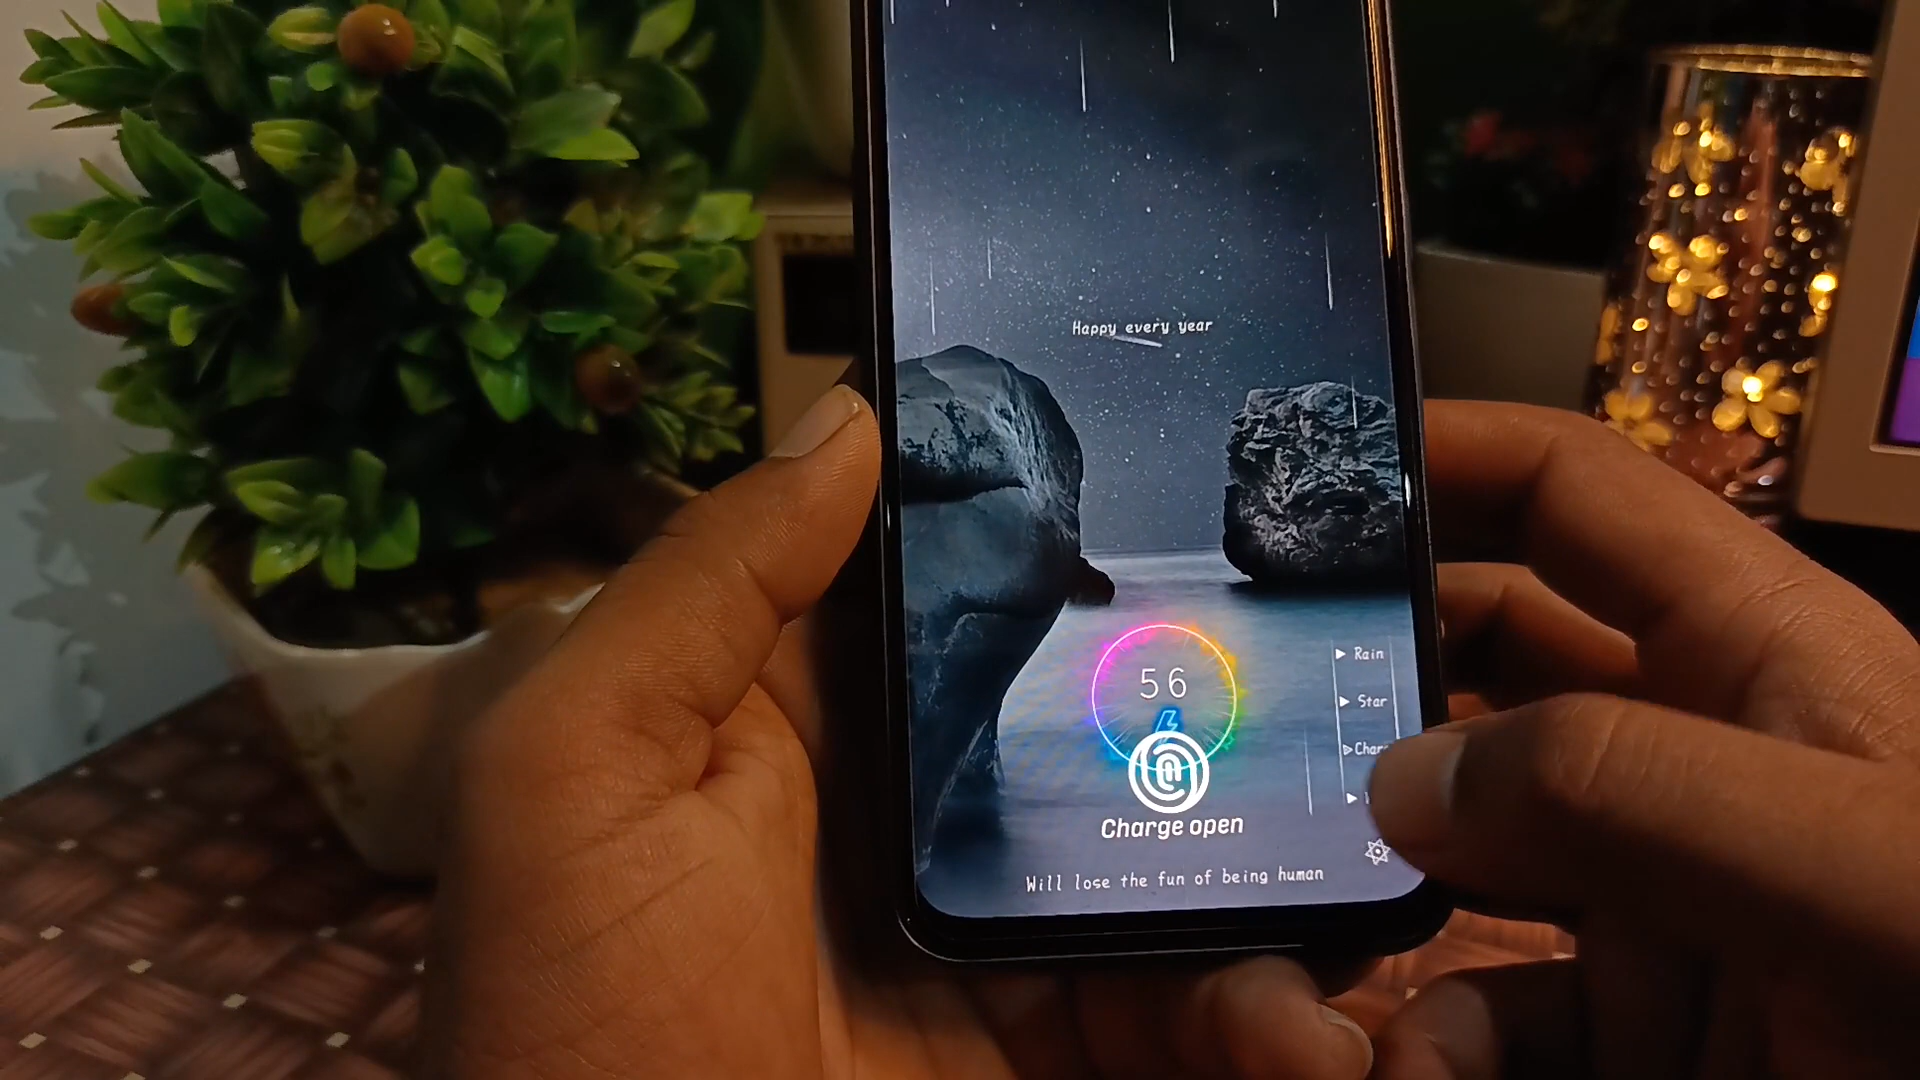 Happy every year
56
Rain
Star
Charge open
Will lose the fun of being human